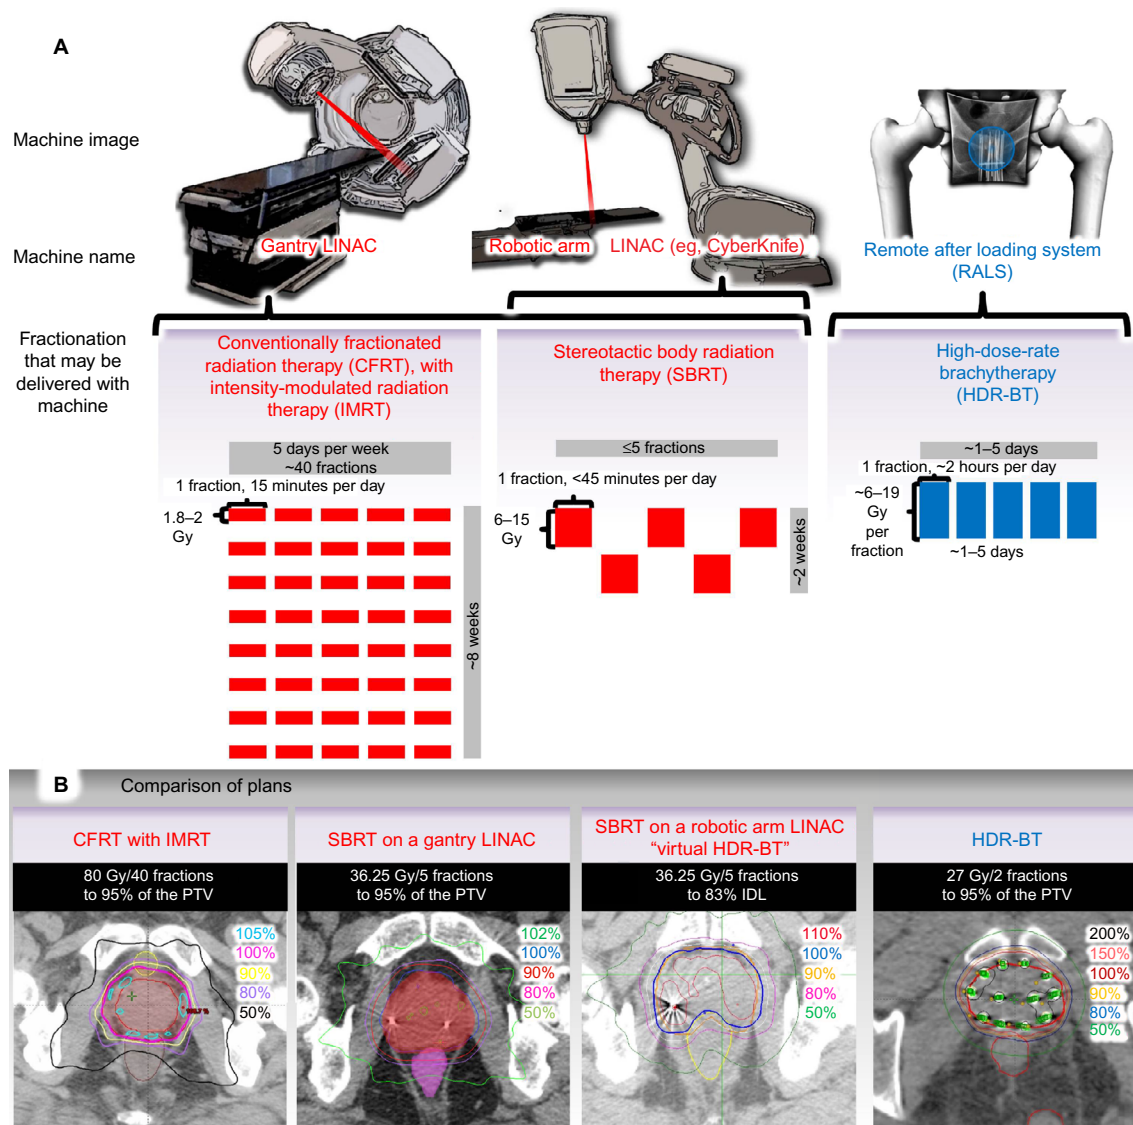 A
Machine image
Machine name
Gantry LINAC
Robotic arm LINAC (eg, CyberKnife)
Remote after loading system
(RALS)
Fractionation
that may be
delivered with
machine
Conventionally fractionated
radiation therapy (CFRT), with
intensity-modulated radiation
therapy (IMRT)
5 days per week
~40 fractions
1 fraction, 15 minutes per day
1.8–2
Gy
~8 weeks
Stereotactic body radiation
therapy (SBRT)
≤5 fractions
1 fraction, <45 minutes per day
6–15
Gy
~2 weeks
High-dose-rate
brachytherapy
(HDR-BT)
~1–5 days
1 fraction, ~2 hours per day
~6–19
Gy
per
fraction
~1–5 days
B
Comparison of plans
CFRT with IMRT
80 Gy/40 fractions
to 95% of the PTV
105%
100%
90%
80%
50%
SBRT on a gantry LINAC
36.25 Gy/5 fractions
to 95% of the PTV
102%
100%
90%
80%
50%
SBRT on a robotic arm LINAC
“virtual HDR-BT”
36.25 Gy/5 fractions
to 83% IDL
110%
100%
90%
80%
50%
HDR-BT
27 Gy/2 fractions
to 95% of the PTV
200%
150%
100%
90%
80%
50%